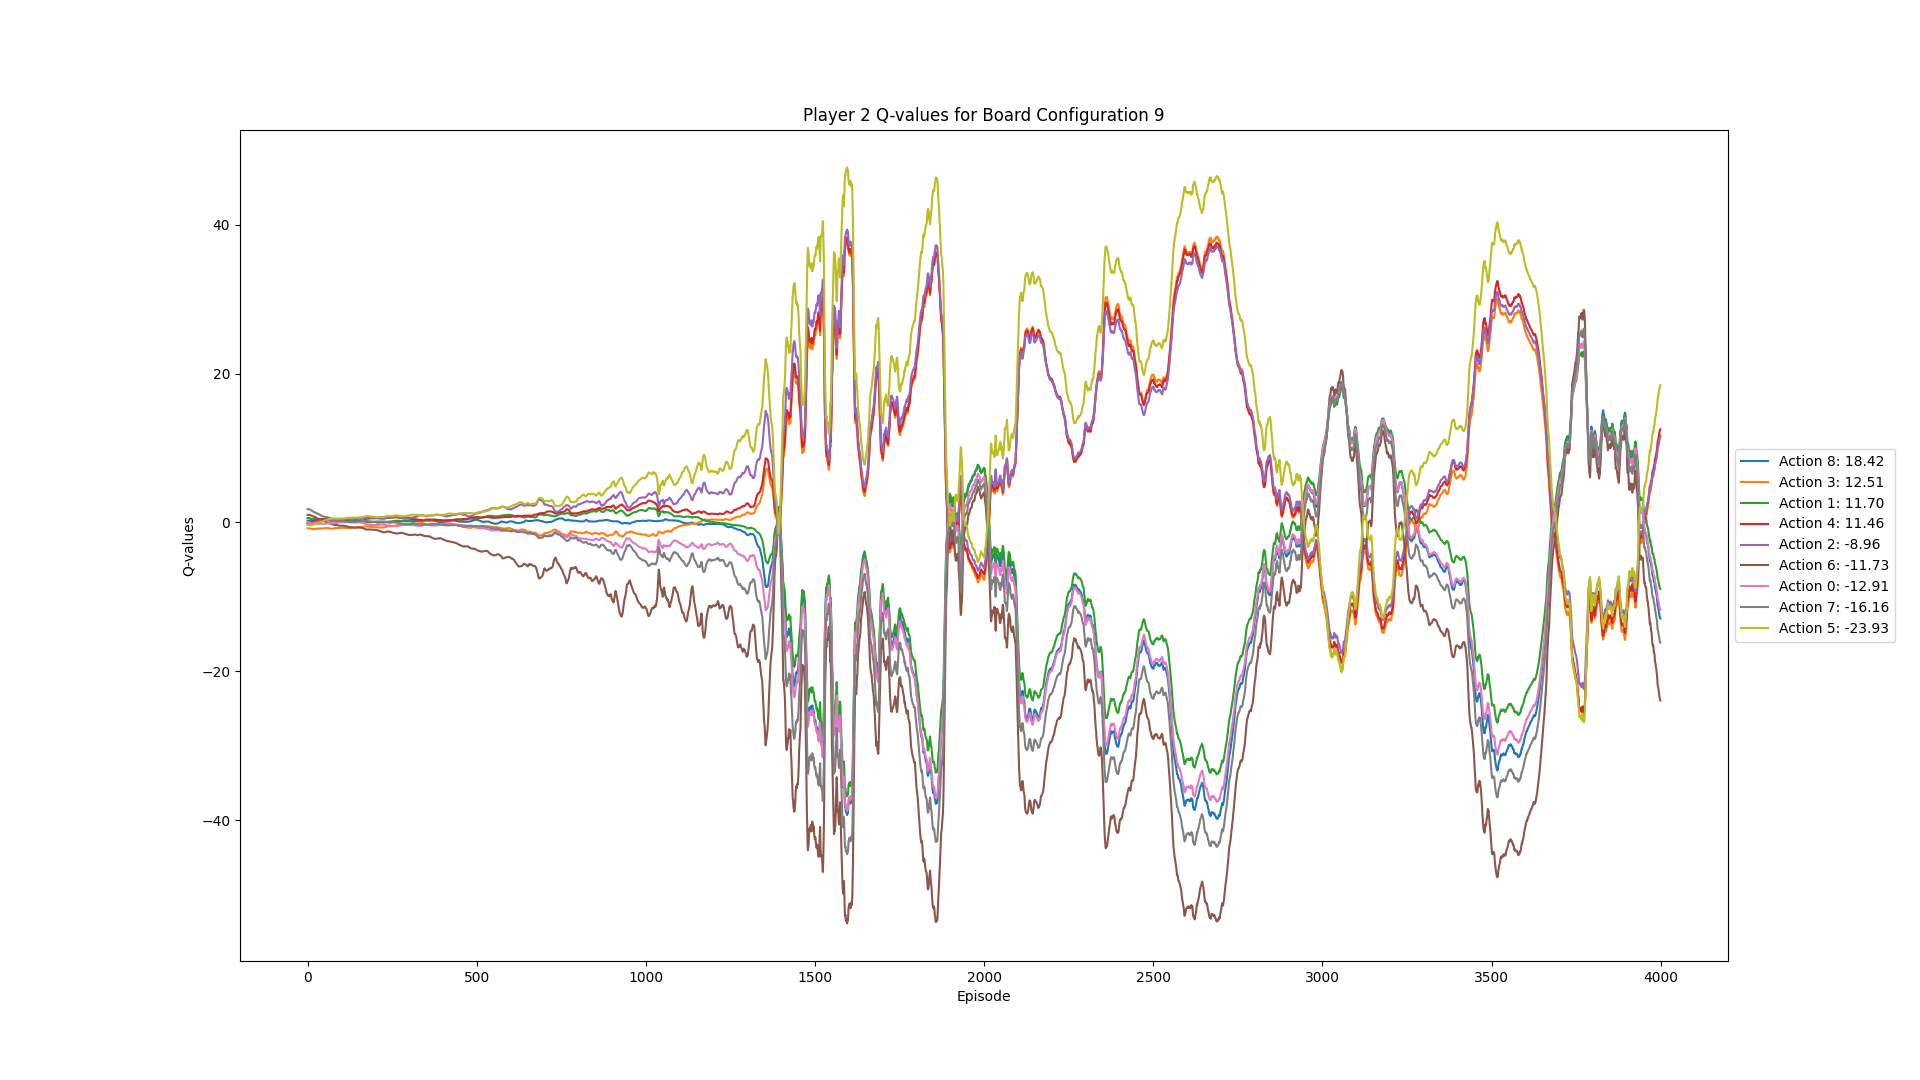 Player 2 Q-values for Board Configuration 9
Q-values
40
20
0
−20
−40
0
500
1000
1500
2000
2500
3000
3500
4000
Episode
Action 8: 18.42
Action 3: 12.51
Action 1: 11.70
Action 4: 11.46
Action 2: -8.96
Action 6: -11.73
Action 0: -12.91
Action 7: -16.16
Action 5: -23.93